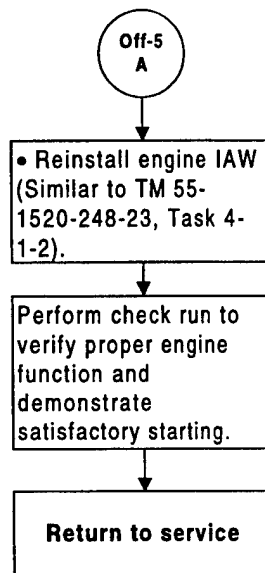 Off-5
A
• Reinstall engine IAW
(Similar to TM 55-
1520-248-23, Task 4-
1-2).
Perform check run to
verify proper engine
function and
demonstrate
satisfactory starting.
Return to service